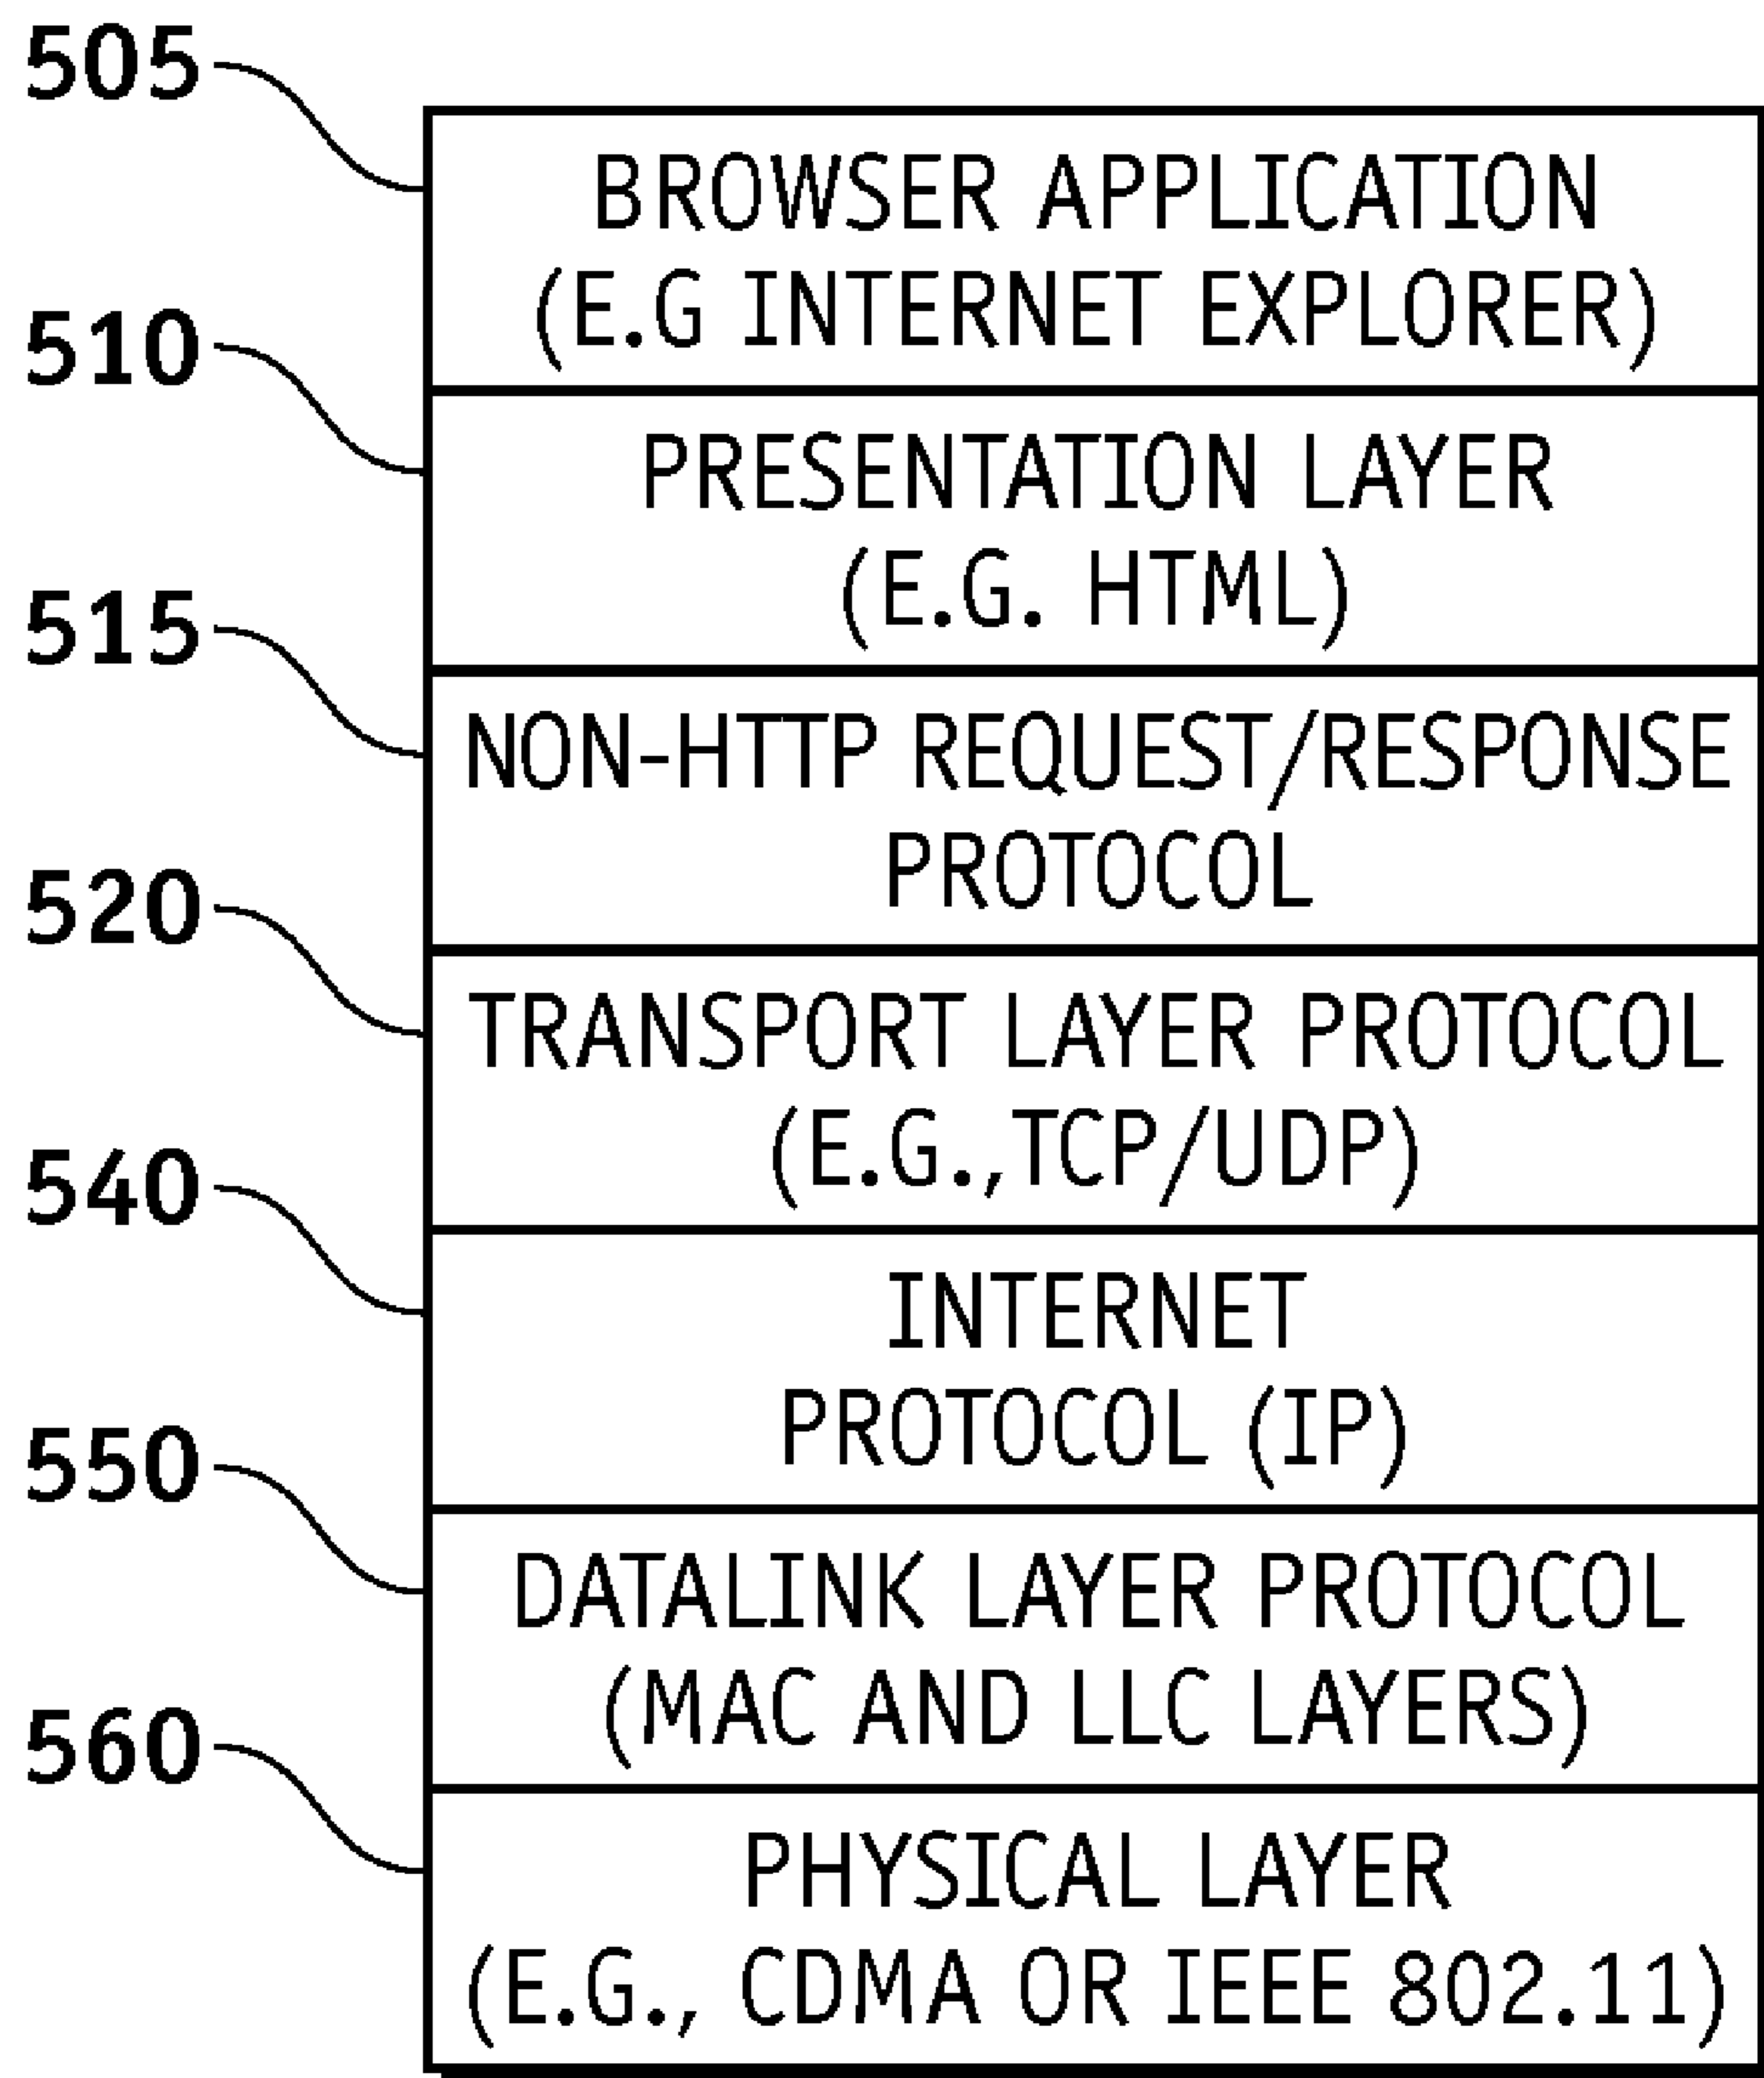 505
BROWSER APPLICATION
(E.G INTERNET EXPLORER)
510
PRESENTATION LAYER
(E.G. HTML)
515
NON-HTTP REQUEST/RESPONSE
PROTOCOL
520
TRANSPORT LAYER PROTOCOL
(E.G.,TCP/UDP)
540
INTERNET
PROTOCOL (IP)
550
DATALINK LAYER PROTOCOL
(MAC AND LLC LAYERS)
560
PHYSICAL LAYER
(E.G., CDMA OR IEEE 802.11)